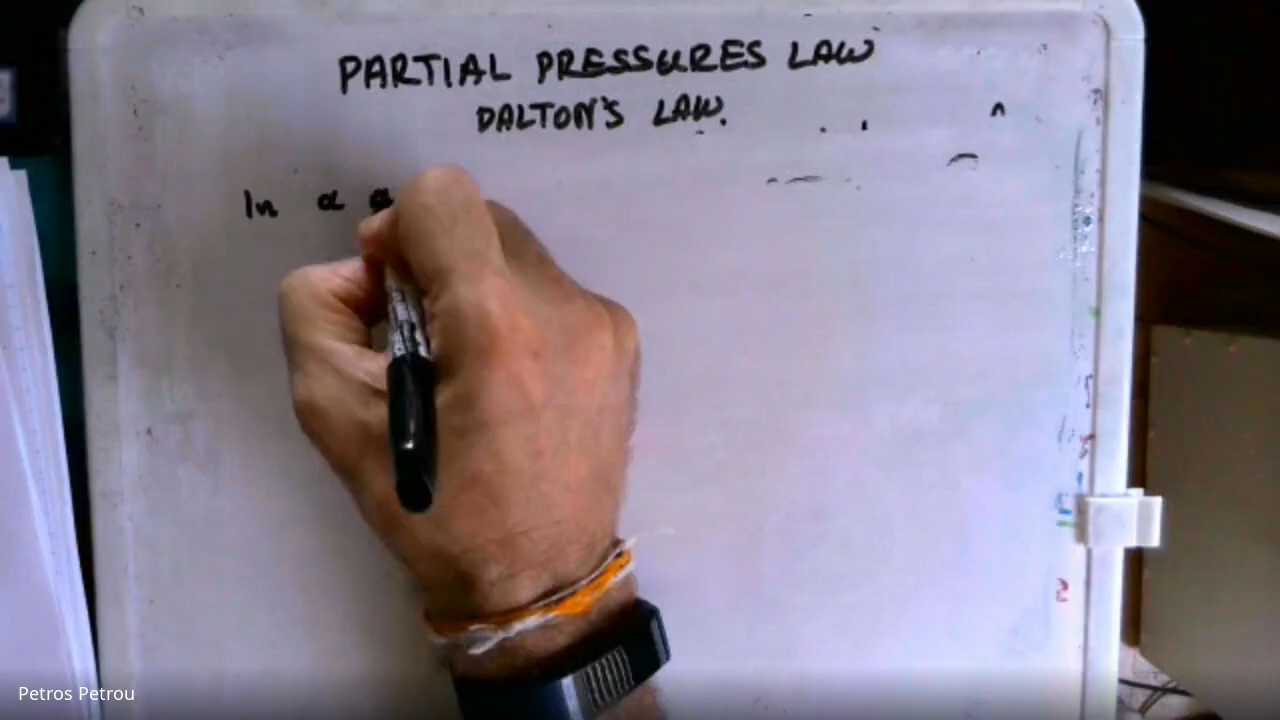 PARTIAL PRESSURES LAW
DALTON'S LAW.
In a
Petros Petrou